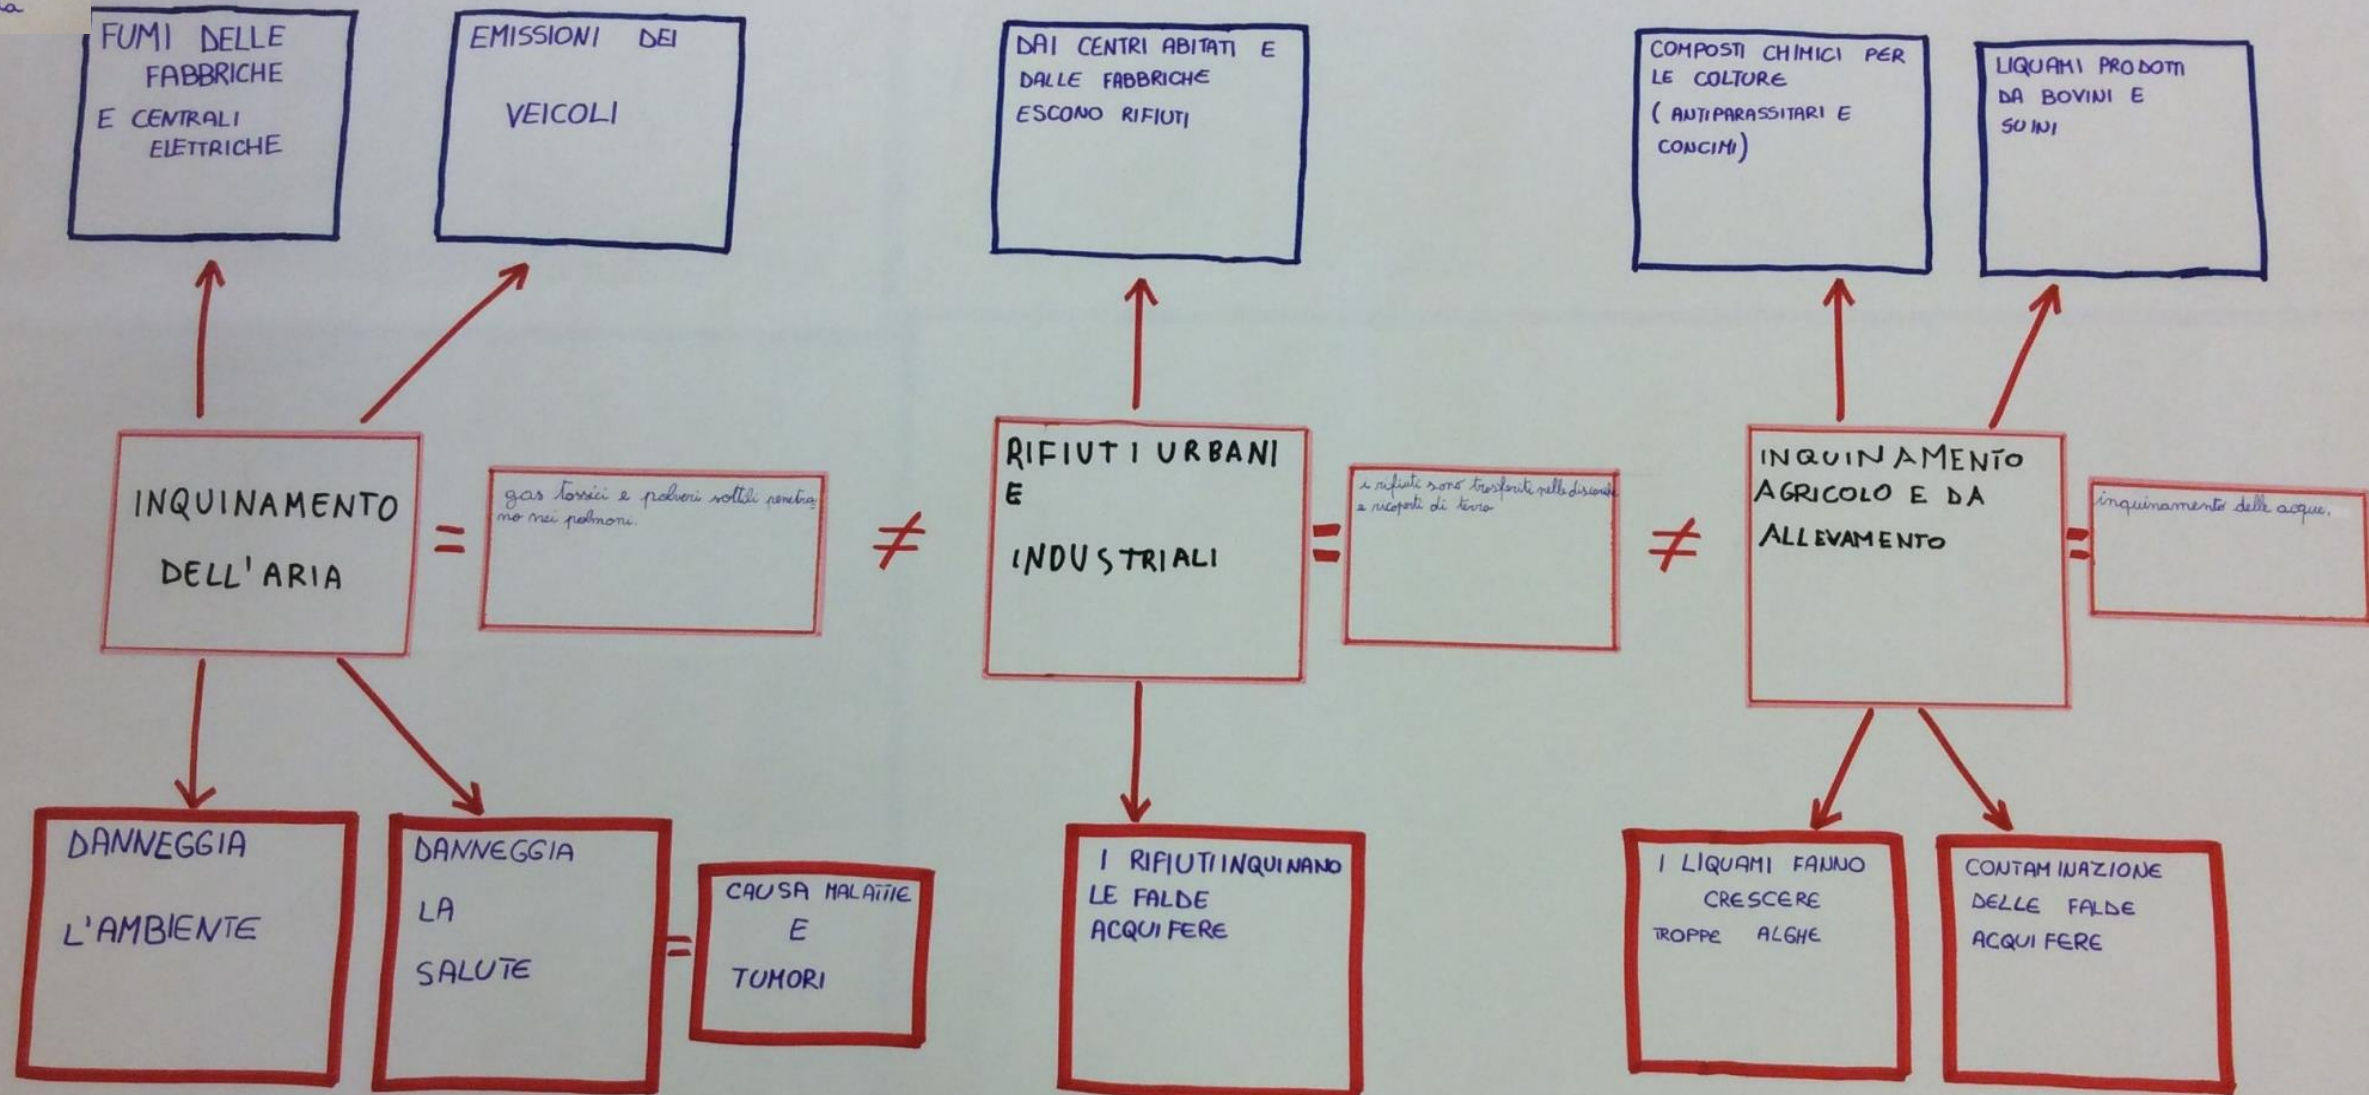 FUMI DELLE
FABBRICHE
E CENTRALI
ELETTRICHE
EMISSIONI DEI
VEICOLI
DAI CENTRI ABITATI E
DALLE FABBRICHE
ESCONO RIFIUTI
COMPOSTI CHIMICI PER
LE COLTURE
( ANTIPARASSITARI E
CONCIMI)
LIQUAMI PRODOTTI
DA BOVINI E
SUINI
INQUINAMENTO
DELL'ARIA
=
gas tossici e polveri sottili penetra
no nei polmoni.
≠
RIFIUTI URBANI
E
INDUSTRIALI
=
i rifiuti sono trasferiti nelle discariche
e ricoperti di terra
≠
INQUINAMENTO
AGRICOLO E DA
ALLEVAMENTO
=
inquinamento delle acque.
DANNEGGIA
L'AMBIENTE
DANNEGGIA
LA
SALUTE
=
CAUSA MALATTIE
E
TUMORI
I RIFIUTI INQUINANO
LE FALDE
ACQUIFERE
I LIQUAMI FANNO
CRESCERE
TROPPE ALGHE
CONTAMINAZIONE
DELLE FALDE
ACQUIFERE